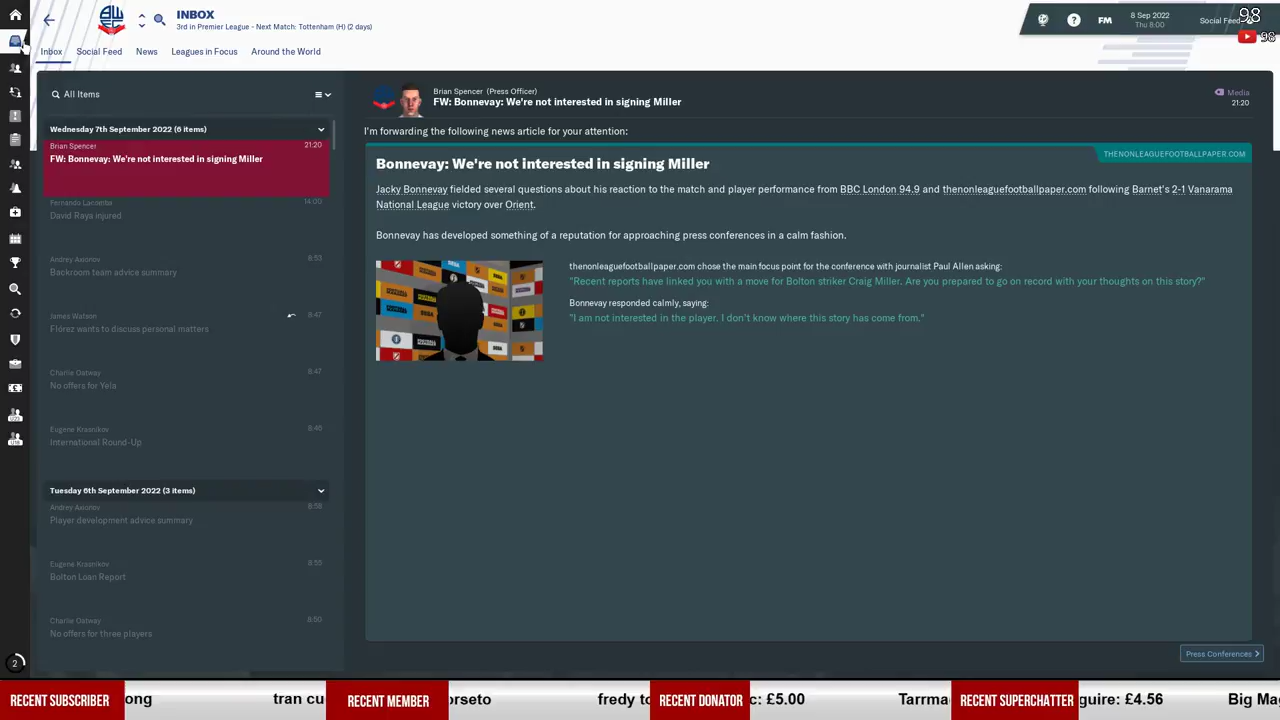 INBOX
3rd in Premier League - Next Match: Tottenham (H) (2 days)
FM
8 Sep 2022
Thu 8:00
Social Feed
98
98
Inbox
Social Feed
News
Leagues in Focus
Around the World
All Items
Wednesday 7th September 2022 (6 items)
Brian Spencer
21:20
FW: Bonnevay: We're not interested in signing Miller
Fernando Lacomba
14:00
David Raya injured
Andrey Axionov
8:53
Backroom team advice summary
James Watson
8:47
Flórez wants to discuss personal matters
Charlie Oatway
8:47
No offers for Yela
Eugene Krasnikov
8:46
International Round-Up
Tuesday 6th September 2022 (3 items)
Andrey Axionov
8:58
Player development advice summary
Eugene Krasnikov
8:55
Bolton Loan Report
Charlie Oatway
8:50
No offers for three players
2
Brian Spencer (Press Officer)
FW: Bonnevay: We're not interested in signing Miller
Media
21:20
I'm forwarding the following news article for your attention:
Bonnevay: We're not interested in signing Miller
THENONLEAGUEFOOTBALLPAPER.COM
Jacky Bonnevay fielded several questions about his reaction to the match and player performance from BBC London 94.9 and thenonleaguefootballpaper.com following Barnet's 2-1 Vanarama
National League victory over Orient.
Bonnevay has developed something of a reputation for approaching press conferences in a calm fashion.
thenonleaguefootballpaper.com chose the main focus point for the conference with journalist Paul Allen asking:
"Recent reports have linked you with a move for Bolton striker Craig Miller. Are you prepared to go on record with your thoughts on this story?"
Bonnevay responded calmly, saying:
"I am not interested in the player. I don't know where this story has come from."
Press Conferences
RECENT SUBSCRIBER
ong
tran cu
RECENT MEMBER
orseto
fredy to
RECENT DONATOR
c: £5.00
Tarrma
RECENT SUPERCHATTER
guire: £4.56
Big Ma